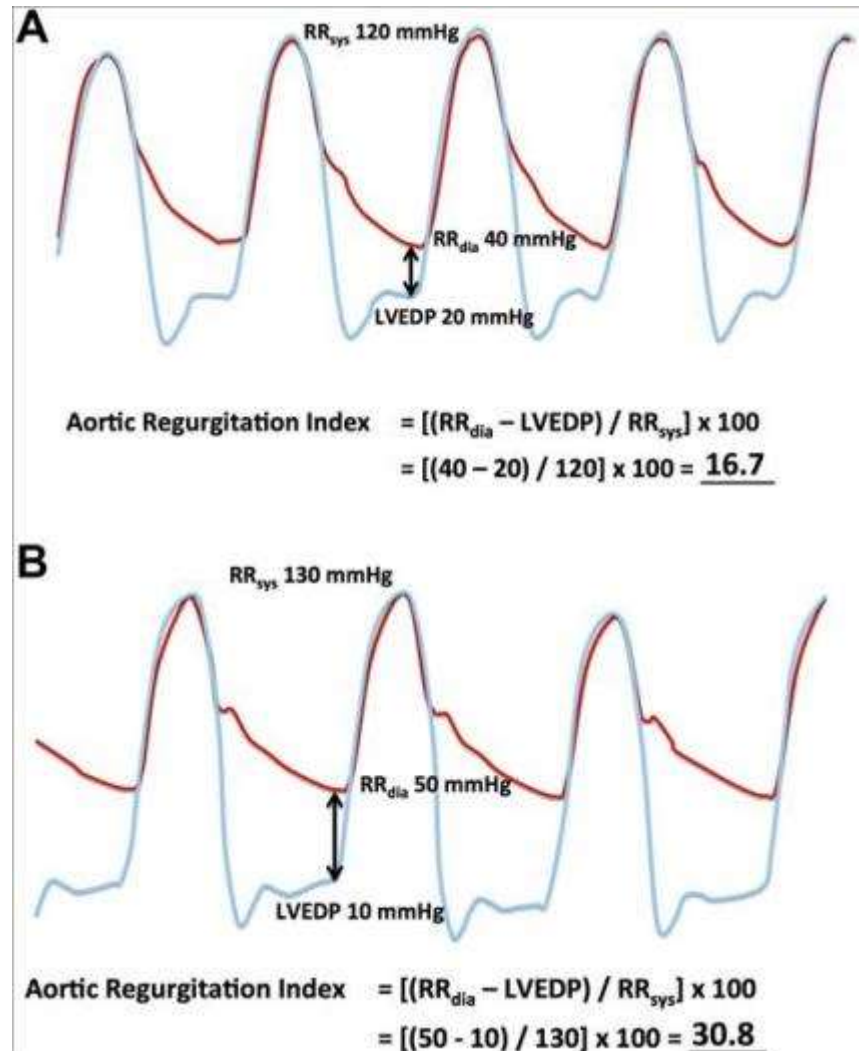 A
RRsys 120 mmHg
RRdia 40 mmHg
LVEDP 20 mmHg
Aortic Regurgitation Index = [(RRdia – LVEDP) / RRsys] x 100
= [(40 – 20) / 120] x 100 = 16.7
B
RRsys 130 mmHg
RRdia 50 mmHg
LVEDP 10 mmHg
Aortic Regurgitation Index = [(RRdia – LVEDP) / RRsys] x 100
= [(50 - 10) / 130] x 100 = 30.8